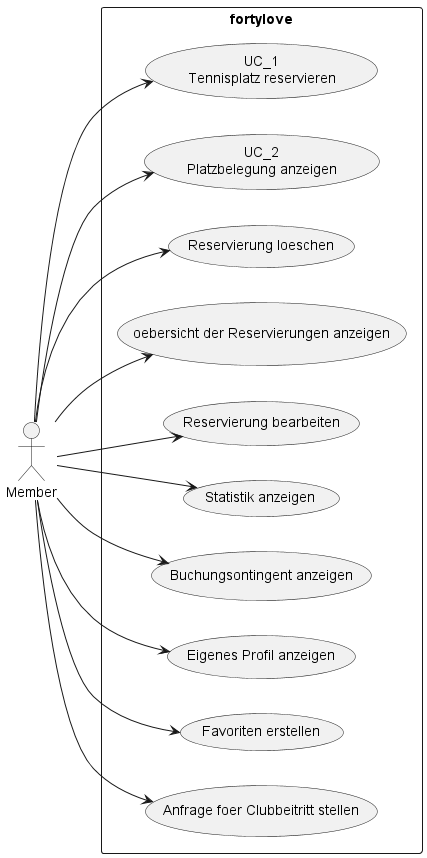 fortylove
UC_1
Tennisplatz reservieren
UC_2
Platzbelegung anzeigen
Reservierung loeschen
oebersicht der Reservierungen anzeigen
Reservierung bearbeiten
Statistik anzeigen
Member
Buchungsontingent anzeigen
Eigenes Profil anzeigen
Favoriten erstellen
Anfrage foer Clubbeitritt stellen